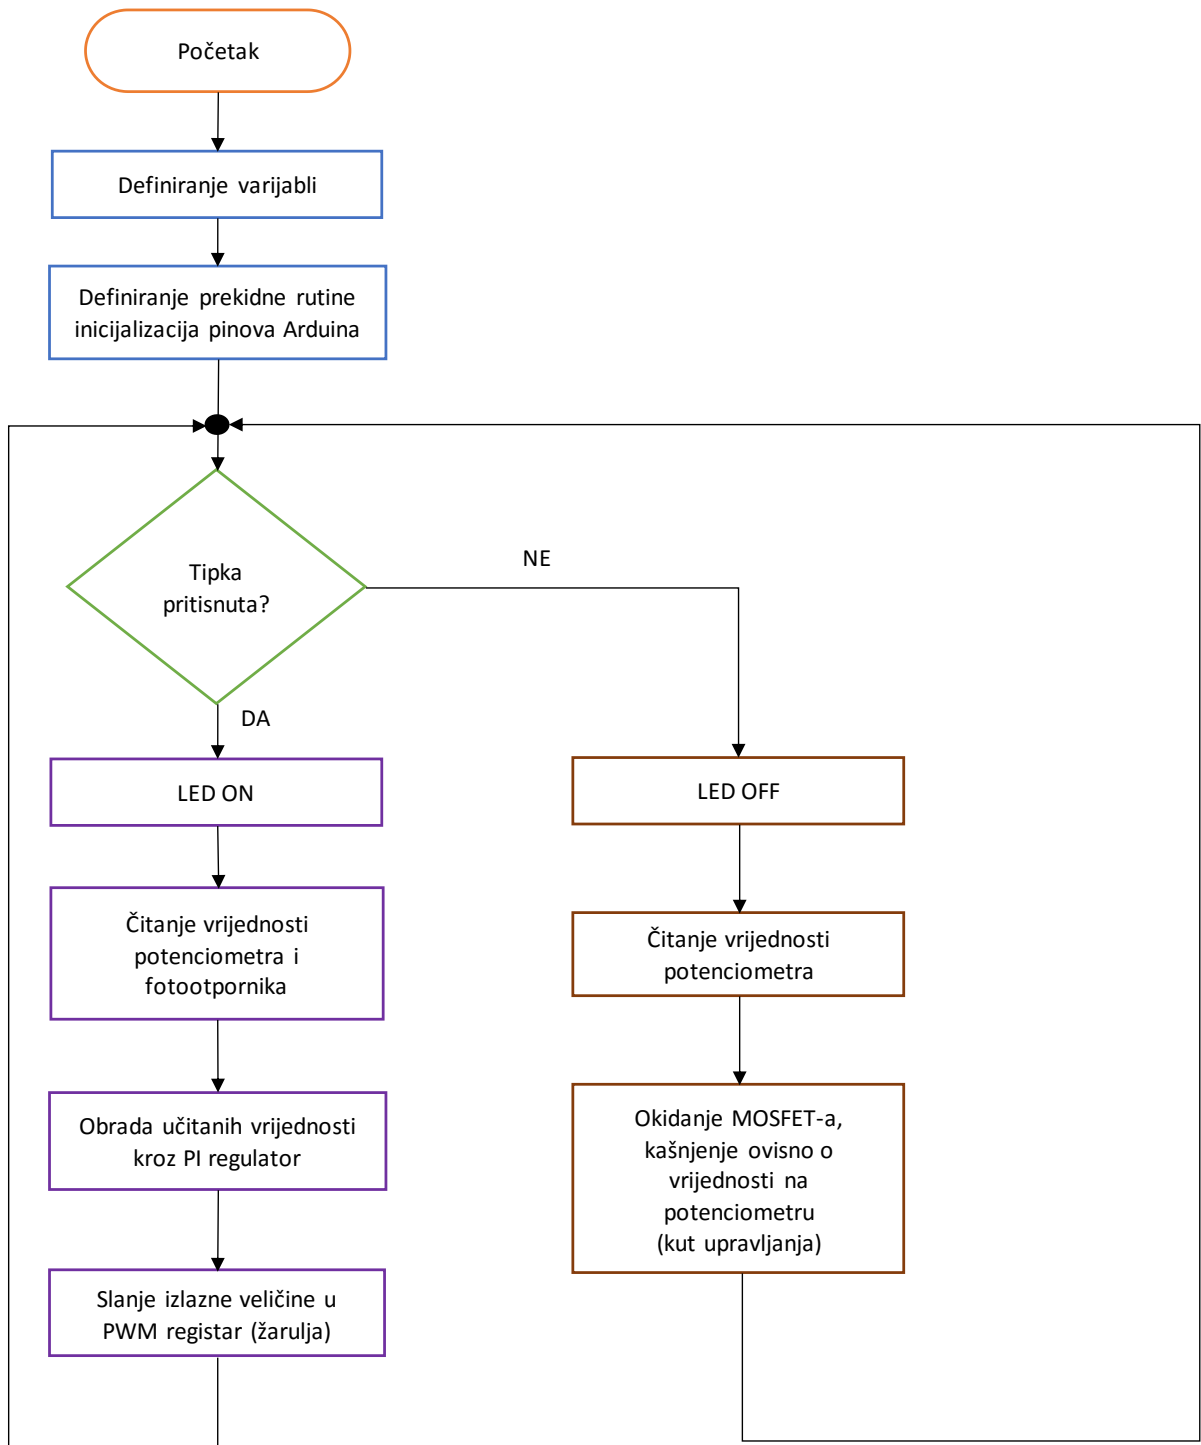 Početak
Definiranje varijabli
Definiranje prekidne rutine
inicijalizacija pinova Arduina
Tipka
pritisnuta?
NE
DA
LED ON
Čitanje vrijednosti
potenciometra i
fotootpornika
Obrada učitanih vrijednosti
kroz PI regulator
Slanje izlazne veličine u
PWM registar (žarulja)
LED OFF
Čitanje vrijednosti
potenciometra
Okidanje MOSFET-a,
kašnjenje ovisno o
vrijednosti na
potenciometru
(kut upravljanja)